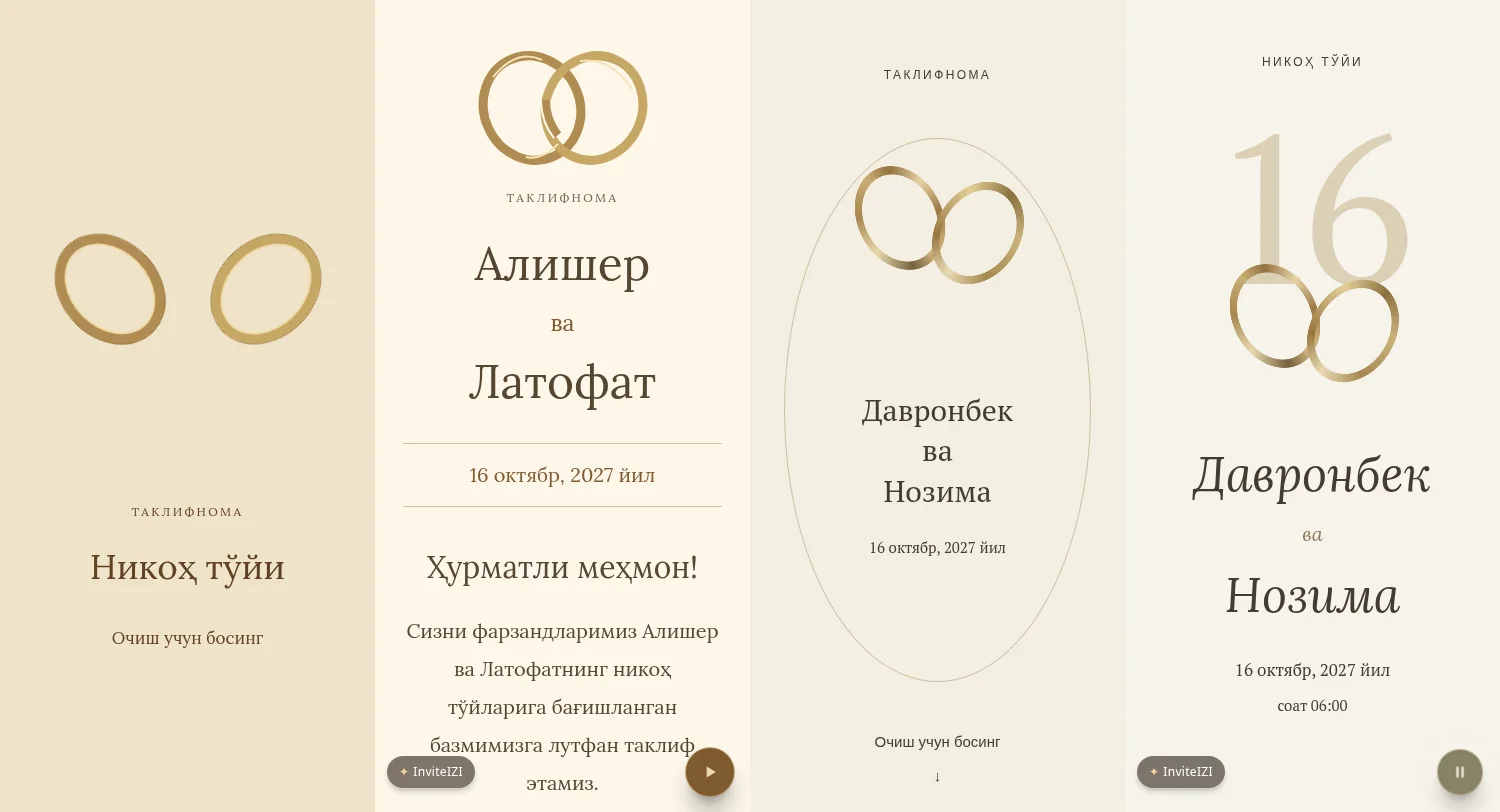 ТАКЛИФНОМА
Никоҳ тўйи
Очиш учун босинг
ТАКЛИФНОМА
Алишер
ва
Латофат
16 октябр, 2027 йил
Ҳурматли меҳмон!
Сизни фарзандларимиз Алишер
ва Латофатнинг никоҳ
тўйларига бағишланган
базмимизга лутфан таклиф
этамиз.
✦ InviteIZI
ТАКЛИФНОМА
Давронбек
ва
Нозима
16 октябр, 2027 йил
Очиш учун босинг
↓
НИКОҲ ТЎЙИ
16
Давронбек
ва
Нозима
16 октябр, 2027 йил
соат 06:00
✦ InviteIZI